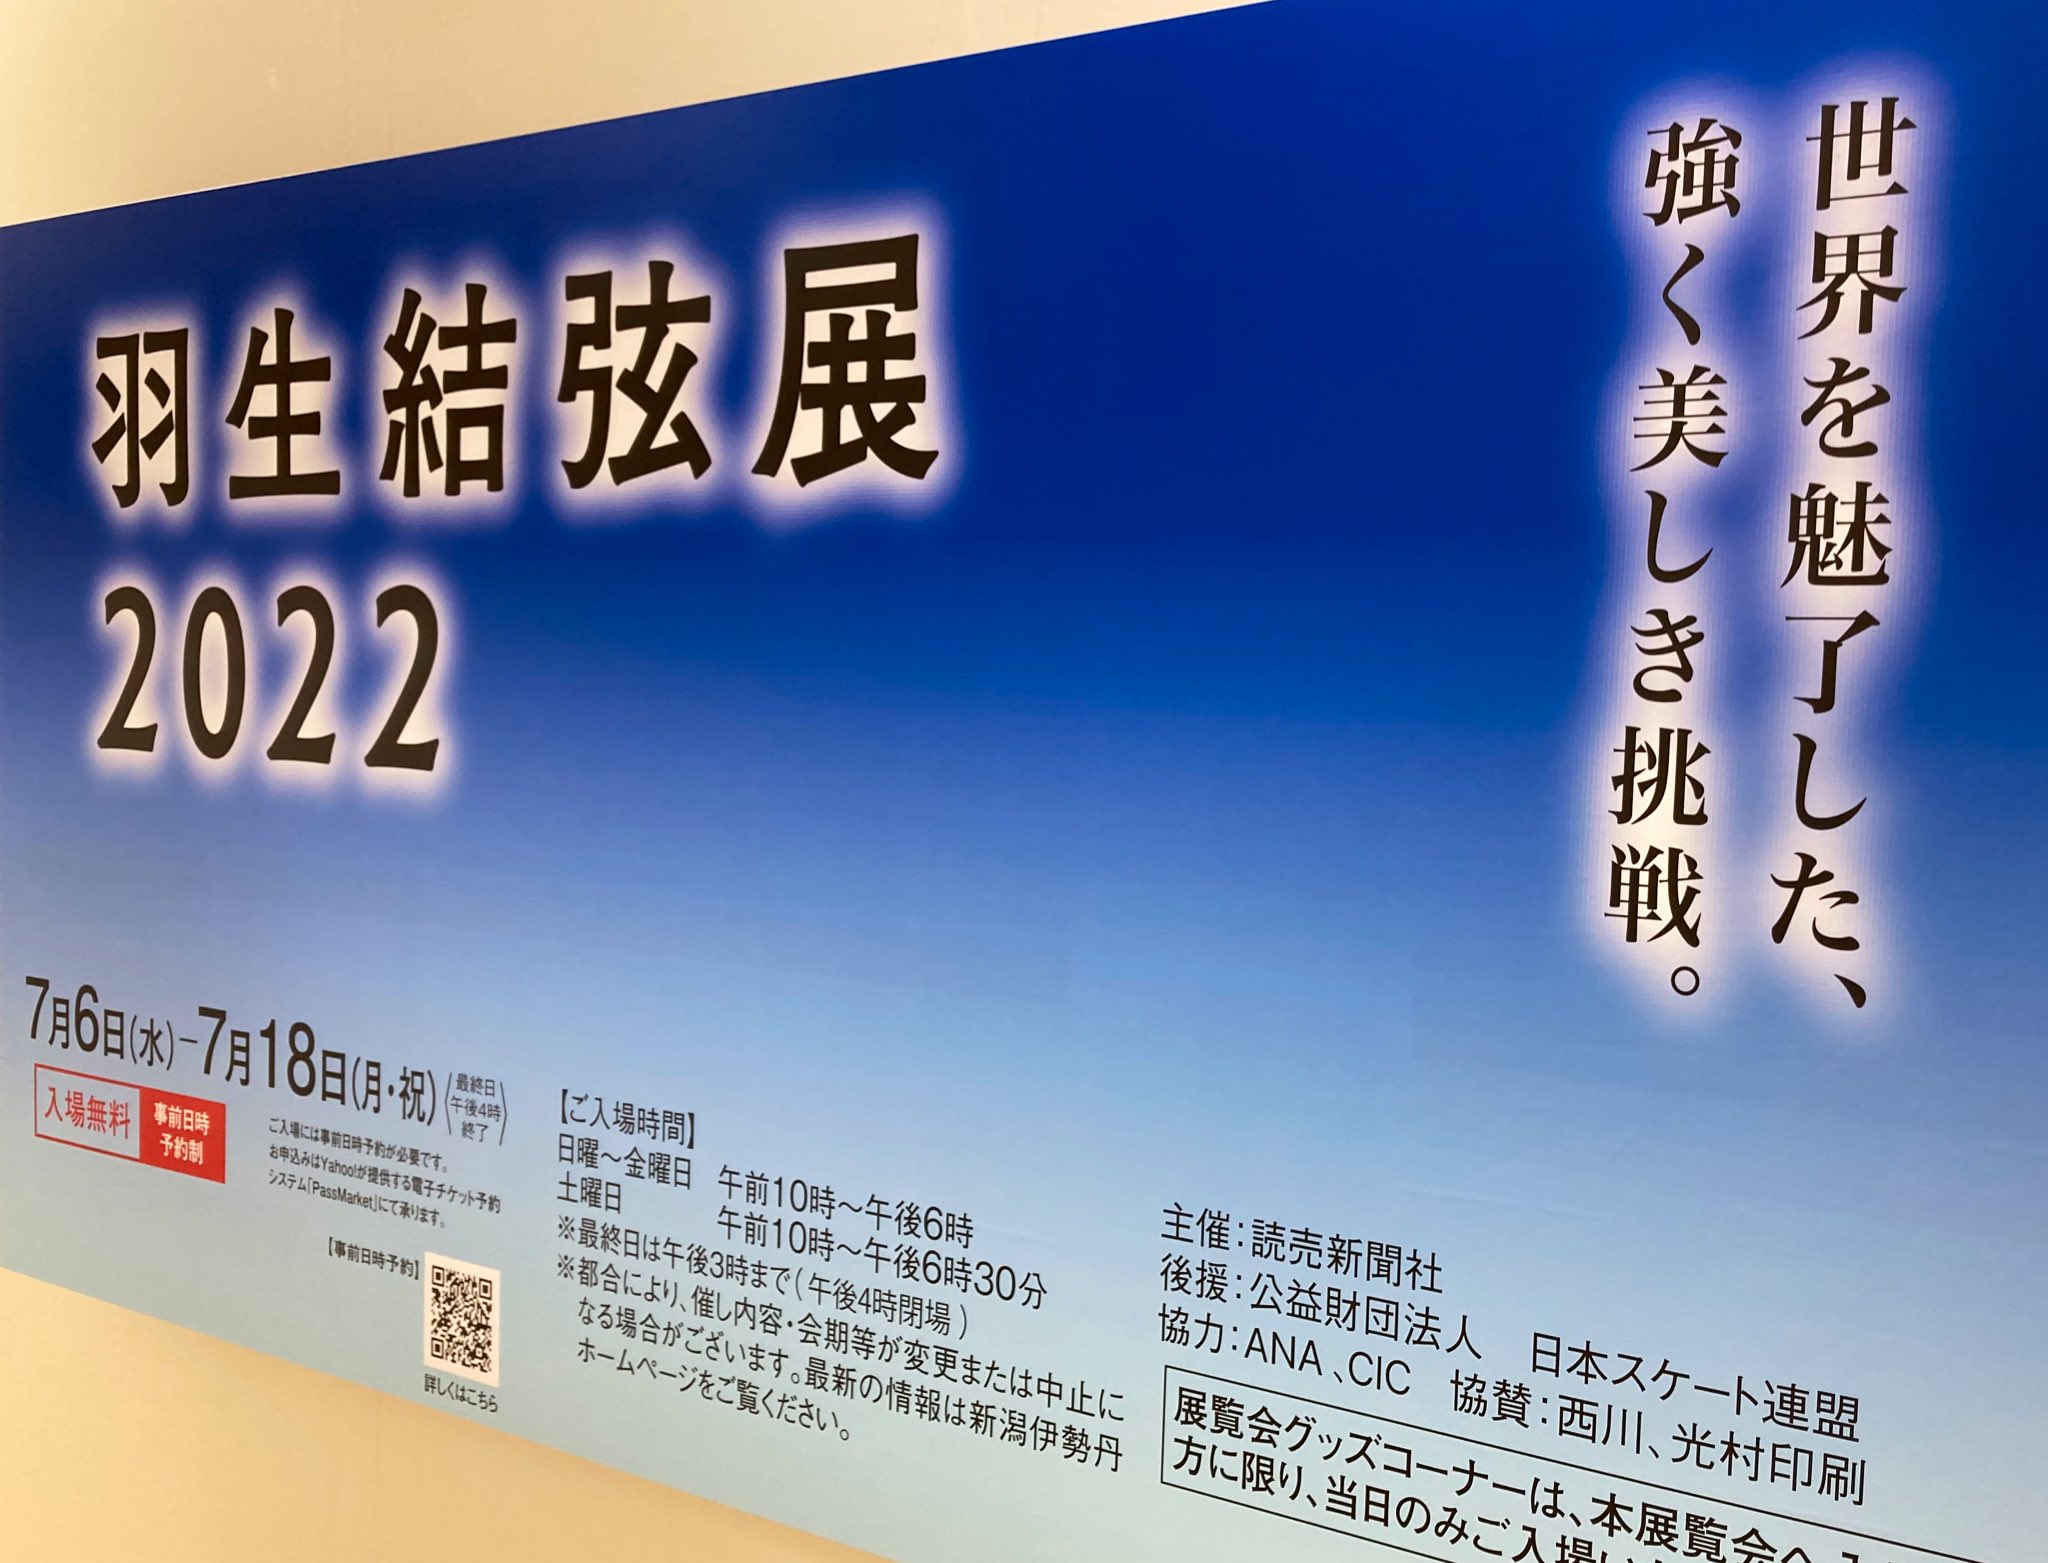 世界を魅了した、
強く美しき挑戦。
羽生結弦展
2022
7月6日(水)−7月18日(月・祝)
最終日
午後4時
終了
入場無料
事前日時
予約制
ご入場には事前日時予約が必要です。
お申込みはYahoo!が提供する電子チケット予約
システム「PassMarket」にて承ります。
【事前日時予約】
詳しくはこちら
【ご入場時間】
日曜〜金曜日 午前10時〜午後6時
土曜日 午前10時〜午後6時30分
※最終日は午後3時まで(午後4時閉場)
※都合により、催し内容・会期等が変更または中止に
なる場合がございます。最新の情報は新潟伊勢丹
ホームページをご覧ください。
主催:読売新聞社
後援:公益財団法人 日本スケート連盟
協力:ANA、CIC 協賛:西川、光村印刷
展覧会グッズコーナーは、本展覧会へ
方に限り、当日のみご入場い